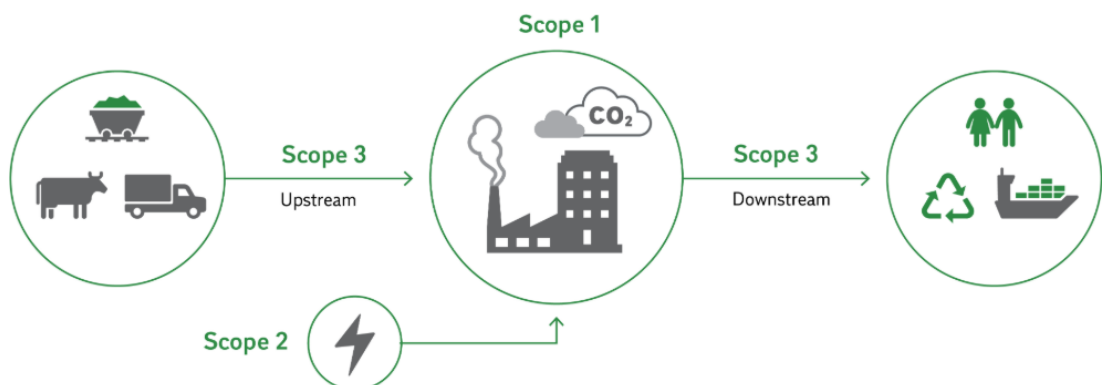 Scope 1
CO₂
Scope 3
Upstream
Scope 3
Downstream
Scope 2